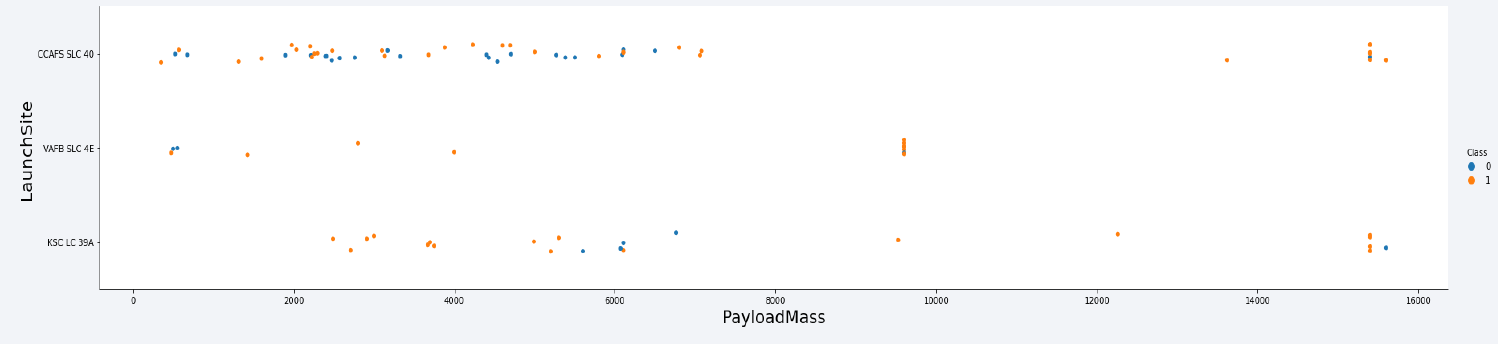 LaunchSite
CCAFS SLC 40
VAFB SLC 4E
KSC LC 39A
0 2000 4000 6000 8000 10000 12000 14000 16000
PayloadMass
Class
0
1